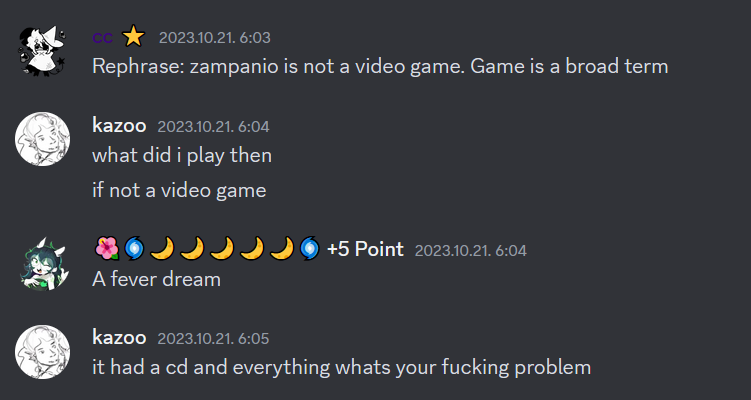 cc ⭐ 2023.10.21. 6:03
Rephrase: zampanio is not a video game. Game is a broad term
kazoo 2023.10.21. 6:04
what did i play then
if not a video game
🌺🌀🌙🌙🌙🌙🌙🌀 +5 Point 2023.10.21. 6:04
A fever dream
kazoo 2023.10.21. 6:05
it had a cd and everything whats your fucking problem